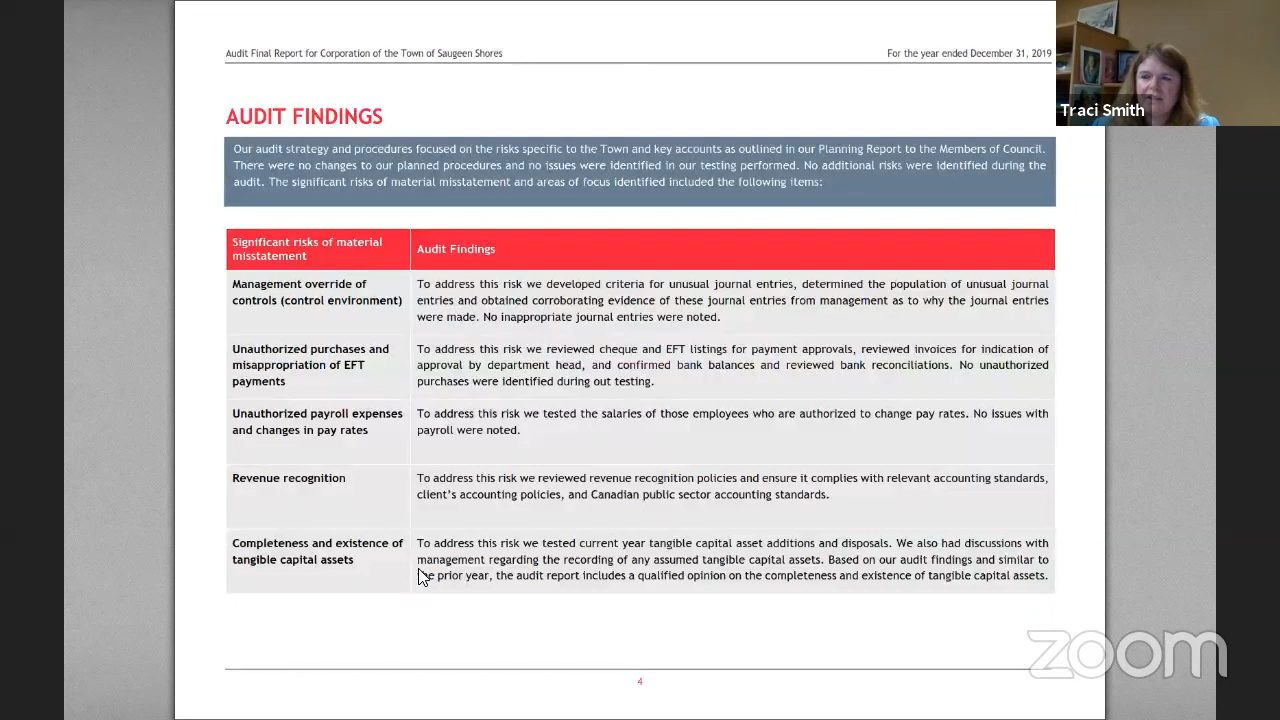 Audit Final Report for Corporation of the Town of Saugeen Shores
For the year ended December 31, 2019
Traci Smith
AUDIT FINDINGS
Our audit strategy and procedures focused on the risks specific to the Town and key accounts as outlined in our Planning Report to the Members of Council.
There were no changes to our planned procedures and no issues were identified in our testing performed. No additional risks were identified during the
audit. The significant risks of material misstatement and areas of focus identified included the following items:
Significant risks of material
misstatement
Audit Findings
Management override of
controls (control environment)
To address this risk we developed criteria for unusual journal entries, determined the population of unusual journal
entries and obtained corroborating evidence of these journal entries from management as to why the journal entries
were made. No inappropriate journal entries were noted.
Unauthorized purchases and
misappropriation of EFT
payments
To address this risk we reviewed cheque and EFT listings for payment approvals, reviewed invoices for indication of
approval by department head, and confirmed bank balances and reviewed bank reconciliations. No unauthorized
purchases were identified during out testing.
Unauthorized payroll expenses
and changes in pay rates
To address this risk we tested the salaries of those employees who are authorized to change pay rates. No issues with
payroll were noted.
Revenue recognition
To address this risk we reviewed revenue recognition policies and ensure it complies with relevant accounting standards,
client's accounting policies, and Canadian public sector accounting standards.
Completeness and existence of
tangible capital assets
To address this risk we tested current year tangible capital asset additions and disposals. We also had discussions with
management regarding the recording of any assumed tangible capital assets. Based on our audit findings and similar to
prior year, the audit report includes a qualified opinion on the completeness and existence of tangible capital assets.
zoom
4